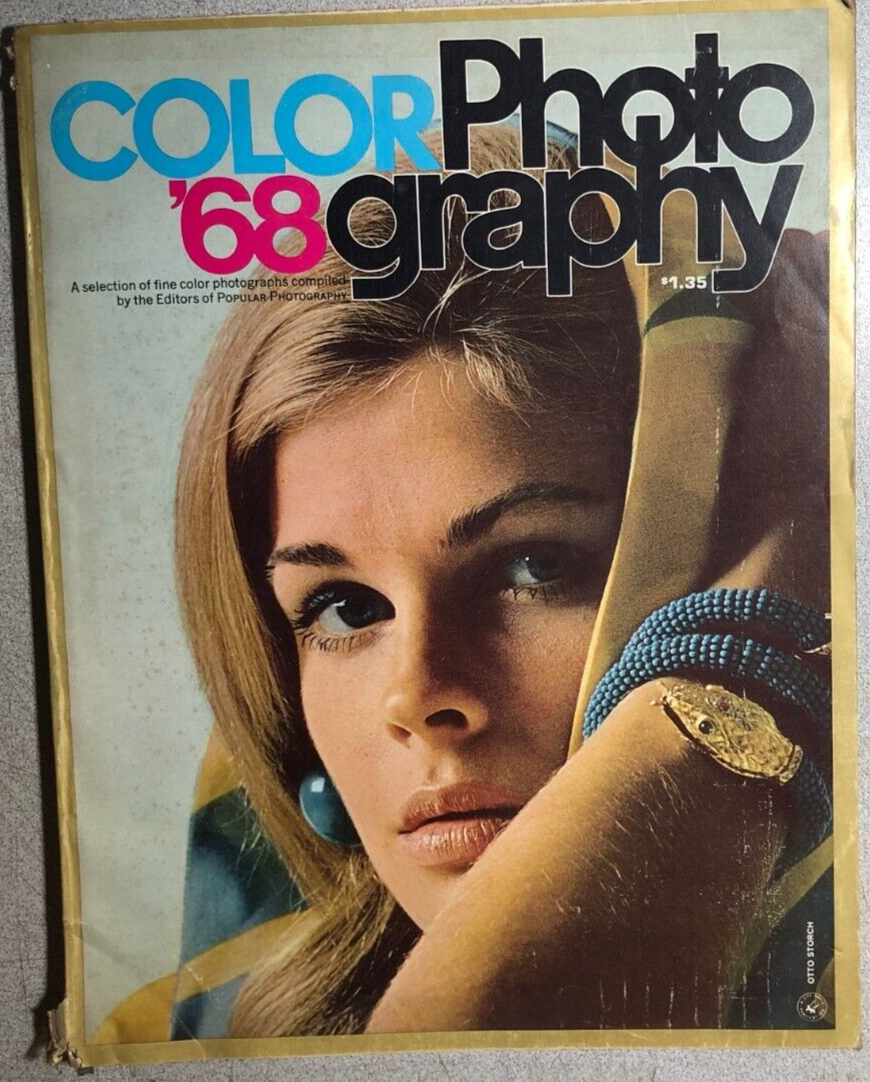 COLOR Photo
'68 graphy
A selection of fine color photographs compiled
by the Editors of POPULAR PHOTOGRAPHY
$1.35
OTTO STORCH